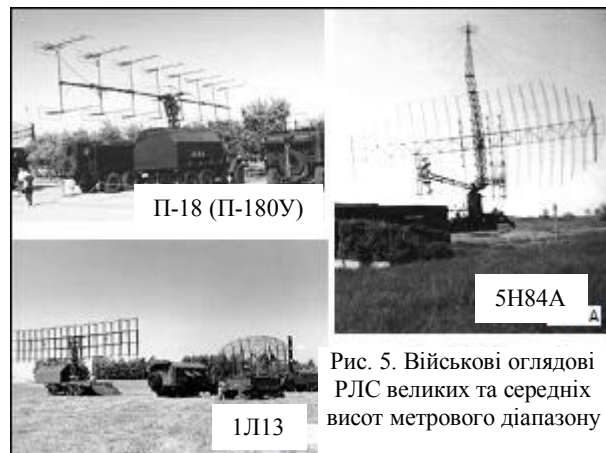 П-18 (П-180У)
5Н84А
Д
1Л13
Рис. 5. Військові оглядові
РЛС великих та середніх
висот метрового діапазону